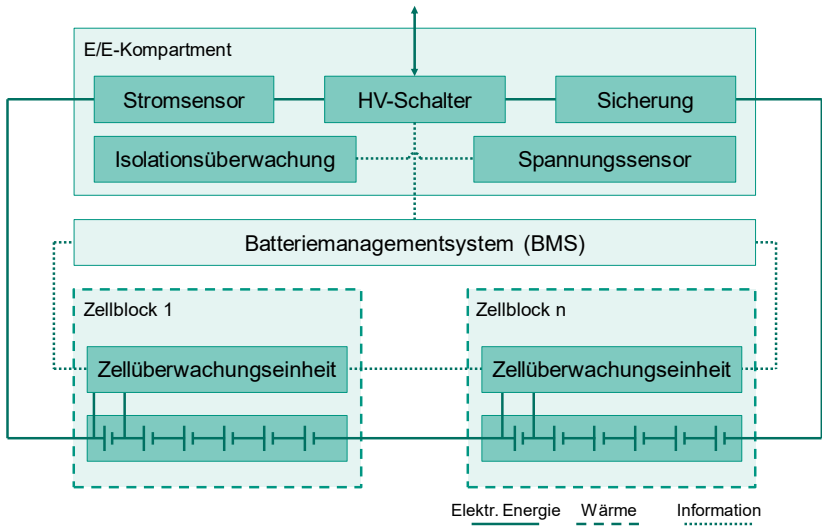 E/E-Kompartment
Stromsensor
HV-Schalter
Sicherung
Isolationsüberwachung
Spannungssensor
Batteriemanagementsystem (BMS)
Zellblock 1
Zellblock n
Zellüberwachungseinheit
Zellüberwachungseinheit
Elektr. Energie
Wärme
Information